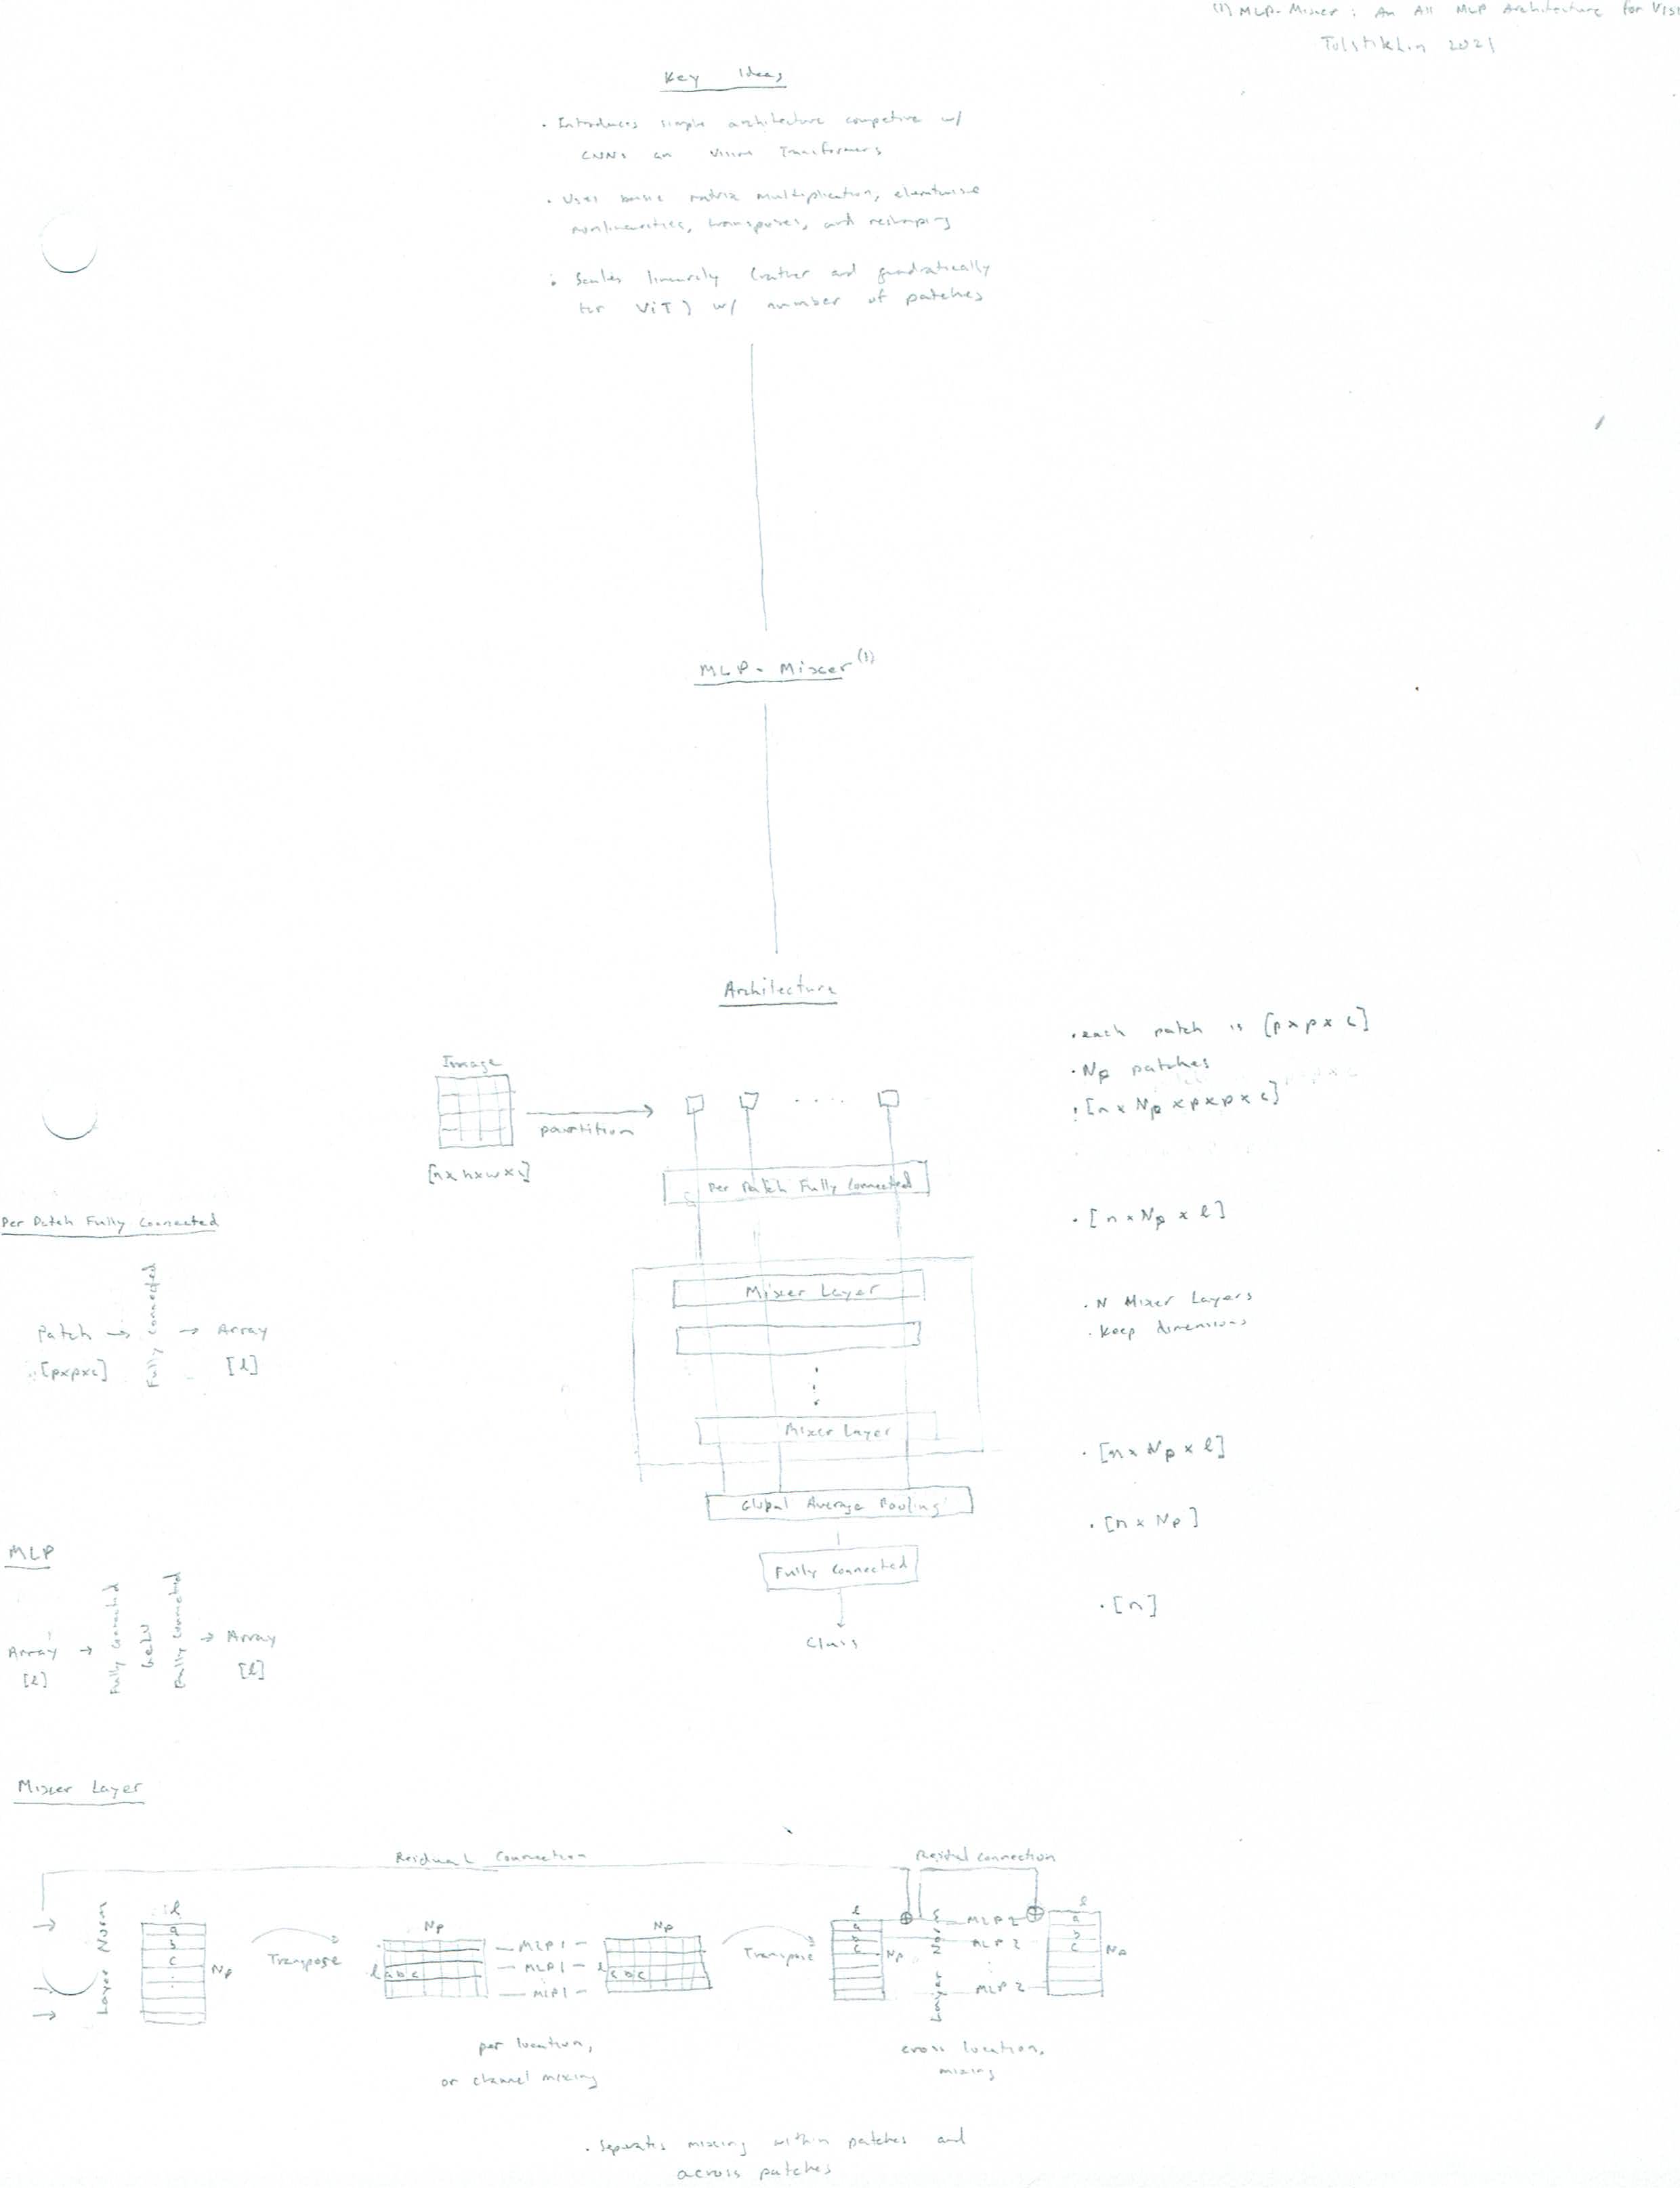 (1) MLP-Mixer : An All MLP Architecture for Vis
Tolstikhin 2021
Key Ideas
· Introduces simple architecture competive w/
CNNs an Vision Transformers
· Uses basic matrix multiplication, elementwise
nonlinearities, transposes, and reshaping
· Scales linearly (rather and quadratically
for ViT) w/ number of patches
MLP-Mixer (1)
Architecture
Image
partition
[n x h x w x c]
· each patch is [p x p x c]
· Np patches
· [n x Np x p x p x c]
Per Patch Fully Connected
· [n x Np x l]
Mixer Layer
· N Mixer Layers
· Keep dimensions
Mixer Layer
· [n x Np x l]
Global Average Pooling
· [n x Np]
Fully Connected
· [n]
Class
Per Patch Fully Connected
Patch → Fully Connected → Array
[p x p x c] [l]
MLP
Array → Fully Connected GeLU Fully Connected → Array
[l] [l]
Mixer Layer
Residual Connection
Residual connection
Layer Norm
l
a
b
c
Np
Tranpose
Np
l a b c
MLP 1
MLP 1
MLP 1
Np
l c b c
Tranpose
l
a
b
c
Np
Layer Norm
MLP 2
MLP 2
MLP 2
l
a
b
c
Np
per location,
or channel mixing
cross location,
mixing
· Separates mixing within patches and
across patches